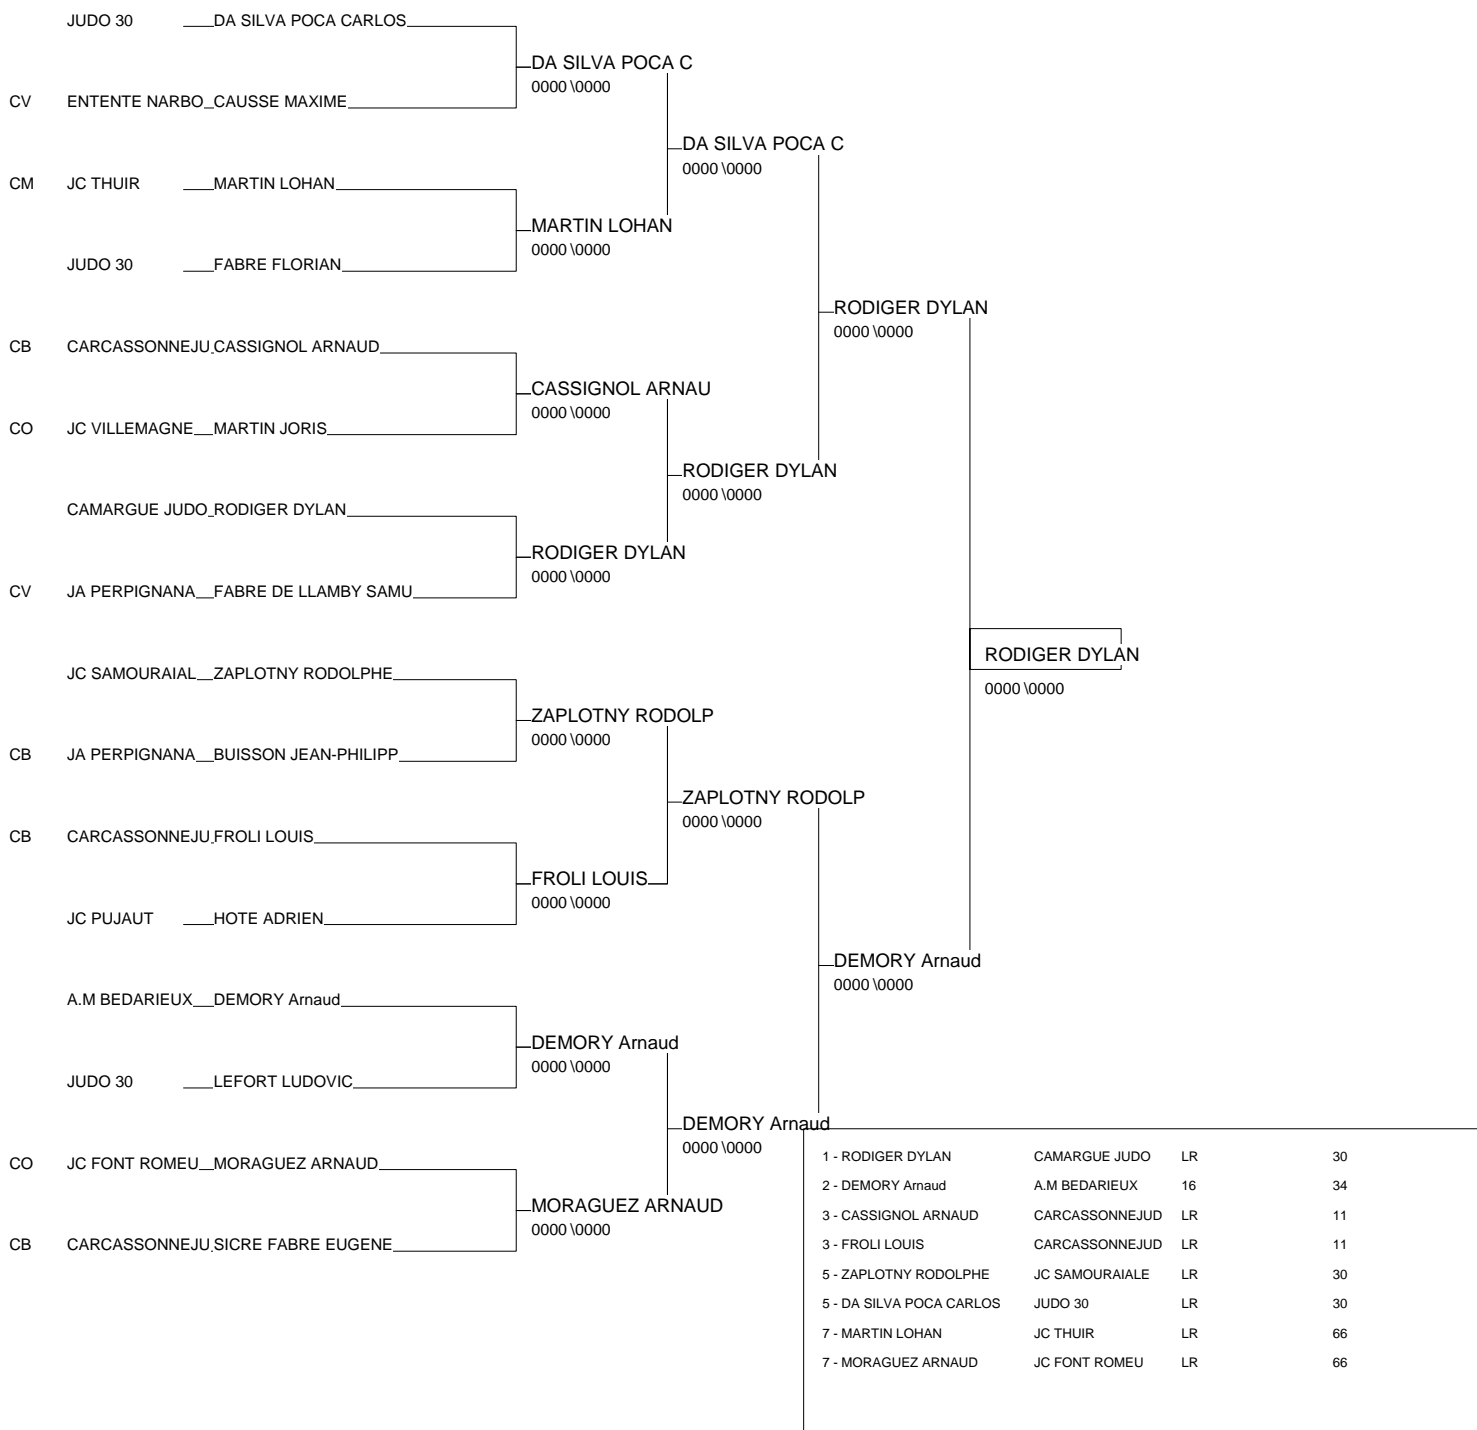 JUDO 30 DA SILVA POCA CARLOS
DA SILVA POCA C
0000 \0000
CV ENTENTE NARBO CAUSSE MAXIME
DA SILVA POCA C
0000 \0000
CM JC THUIR MARTIN LOHAN
MARTIN LOHAN
0000 \0000
JUDO 30 FABRE FLORIAN
RODIGER DYLAN
0000 \0000
CB CARCASSONNEJU CASSIGNOL ARNAUD
CASSIGNOL ARNAU
0000 \0000
CO JC VILLEMAGNE MARTIN JORIS
RODIGER DYLAN
0000 \0000
CAMARGUE JUDO RODIGER DYLAN
RODIGER DYLAN
0000 \0000
CV JA PERPIGNANA FABRE DE LLAMBY SAMU
RODIGER DYLAN
0000 \0000
JC SAMOURAIAL ZAPLOTNY RODOLPHE
ZAPLOTNY RODOLP
0000 \0000
CB JA PERPIGNANA BUISSON JEAN-PHILIPP
ZAPLOTNY RODOLP
0000 \0000
CB CARCASSONNEJU FROLI LOUIS
FROLI LOUIS
0000 \0000
JC PUJAUT HOTE ADRIEN
DEMORY Arnaud
0000 \0000
A.M BEDARIEUX DEMORY Arnaud
DEMORY Arnaud
0000 \0000
JUDO 30 LEFORT LUDOVIC
DEMORY Arnaud
0000 \0000
CO JC FONT ROMEU MORAGUEZ ARNAUD
MORAGUEZ ARNAUD
0000 \0000
CB CARCASSONNEJU SICRE FABRE EUGENE
1 - RODIGER DYLAN CAMARGUE JUDO LR 30
2 - DEMORY Arnaud A.M BEDARIEUX 16 34
3 - CASSIGNOL ARNAUD CARCASSONNEJUD LR 11
3 - FROLI LOUIS CARCASSONNEJUD LR 11
5 - ZAPLOTNY RODOLPHE JC SAMOURAIALE LR 30
5 - DA SILVA POCA CARLOS JUDO 30 LR 30
7 - MARTIN LOHAN JC THUIR LR 66
7 - MORAGUEZ ARNAUD JC FONT ROMEU LR 66